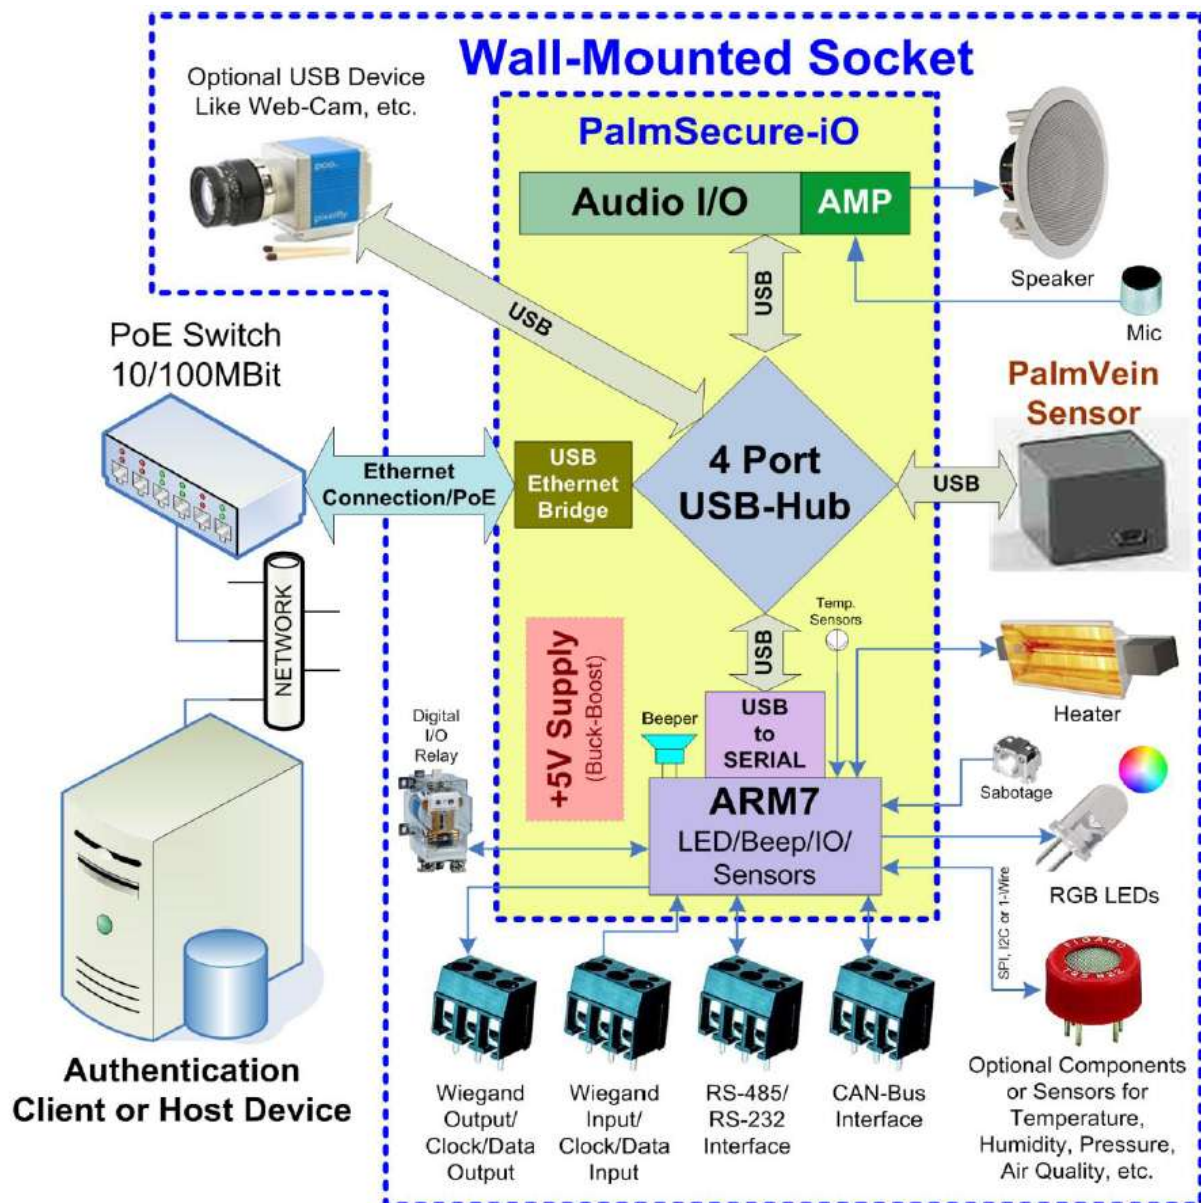 Wall-Mounted Socket
Optional USB Device
Like Web-Cam, etc.
pco.
pixelfly
PalmSecure-iO
Audio I/O
AMP
Speaker
Mic
USB
USB
PoE Switch
10/100MBit
PalmVein
Sensor
Ethernet
Connection/PoE
USB
Ethernet
Bridge
4 Port
USB-Hub
USB
NETWORK
+5V Supply
(Buck-Boost)
Temp.
Sensors
USB
Heater
Digital
I/O
Relay
Beeper
USB
to
SERIAL
Sabotage
ARM7
LED/Beep/IO/
Sensors
RGB LEDs
SPI, I2C or 1-Wire
FIGARO
Authentication
Client or Host Device
Wiegand
Output/
Clock/Data
Output
Wiegand
Input/
Clock/Data
Input
RS-485/
RS-232
Interface
CAN-Bus
Interface
Optional Components
or Sensors for
Temperature,
Humidity, Pressure,
Air Quality, etc.